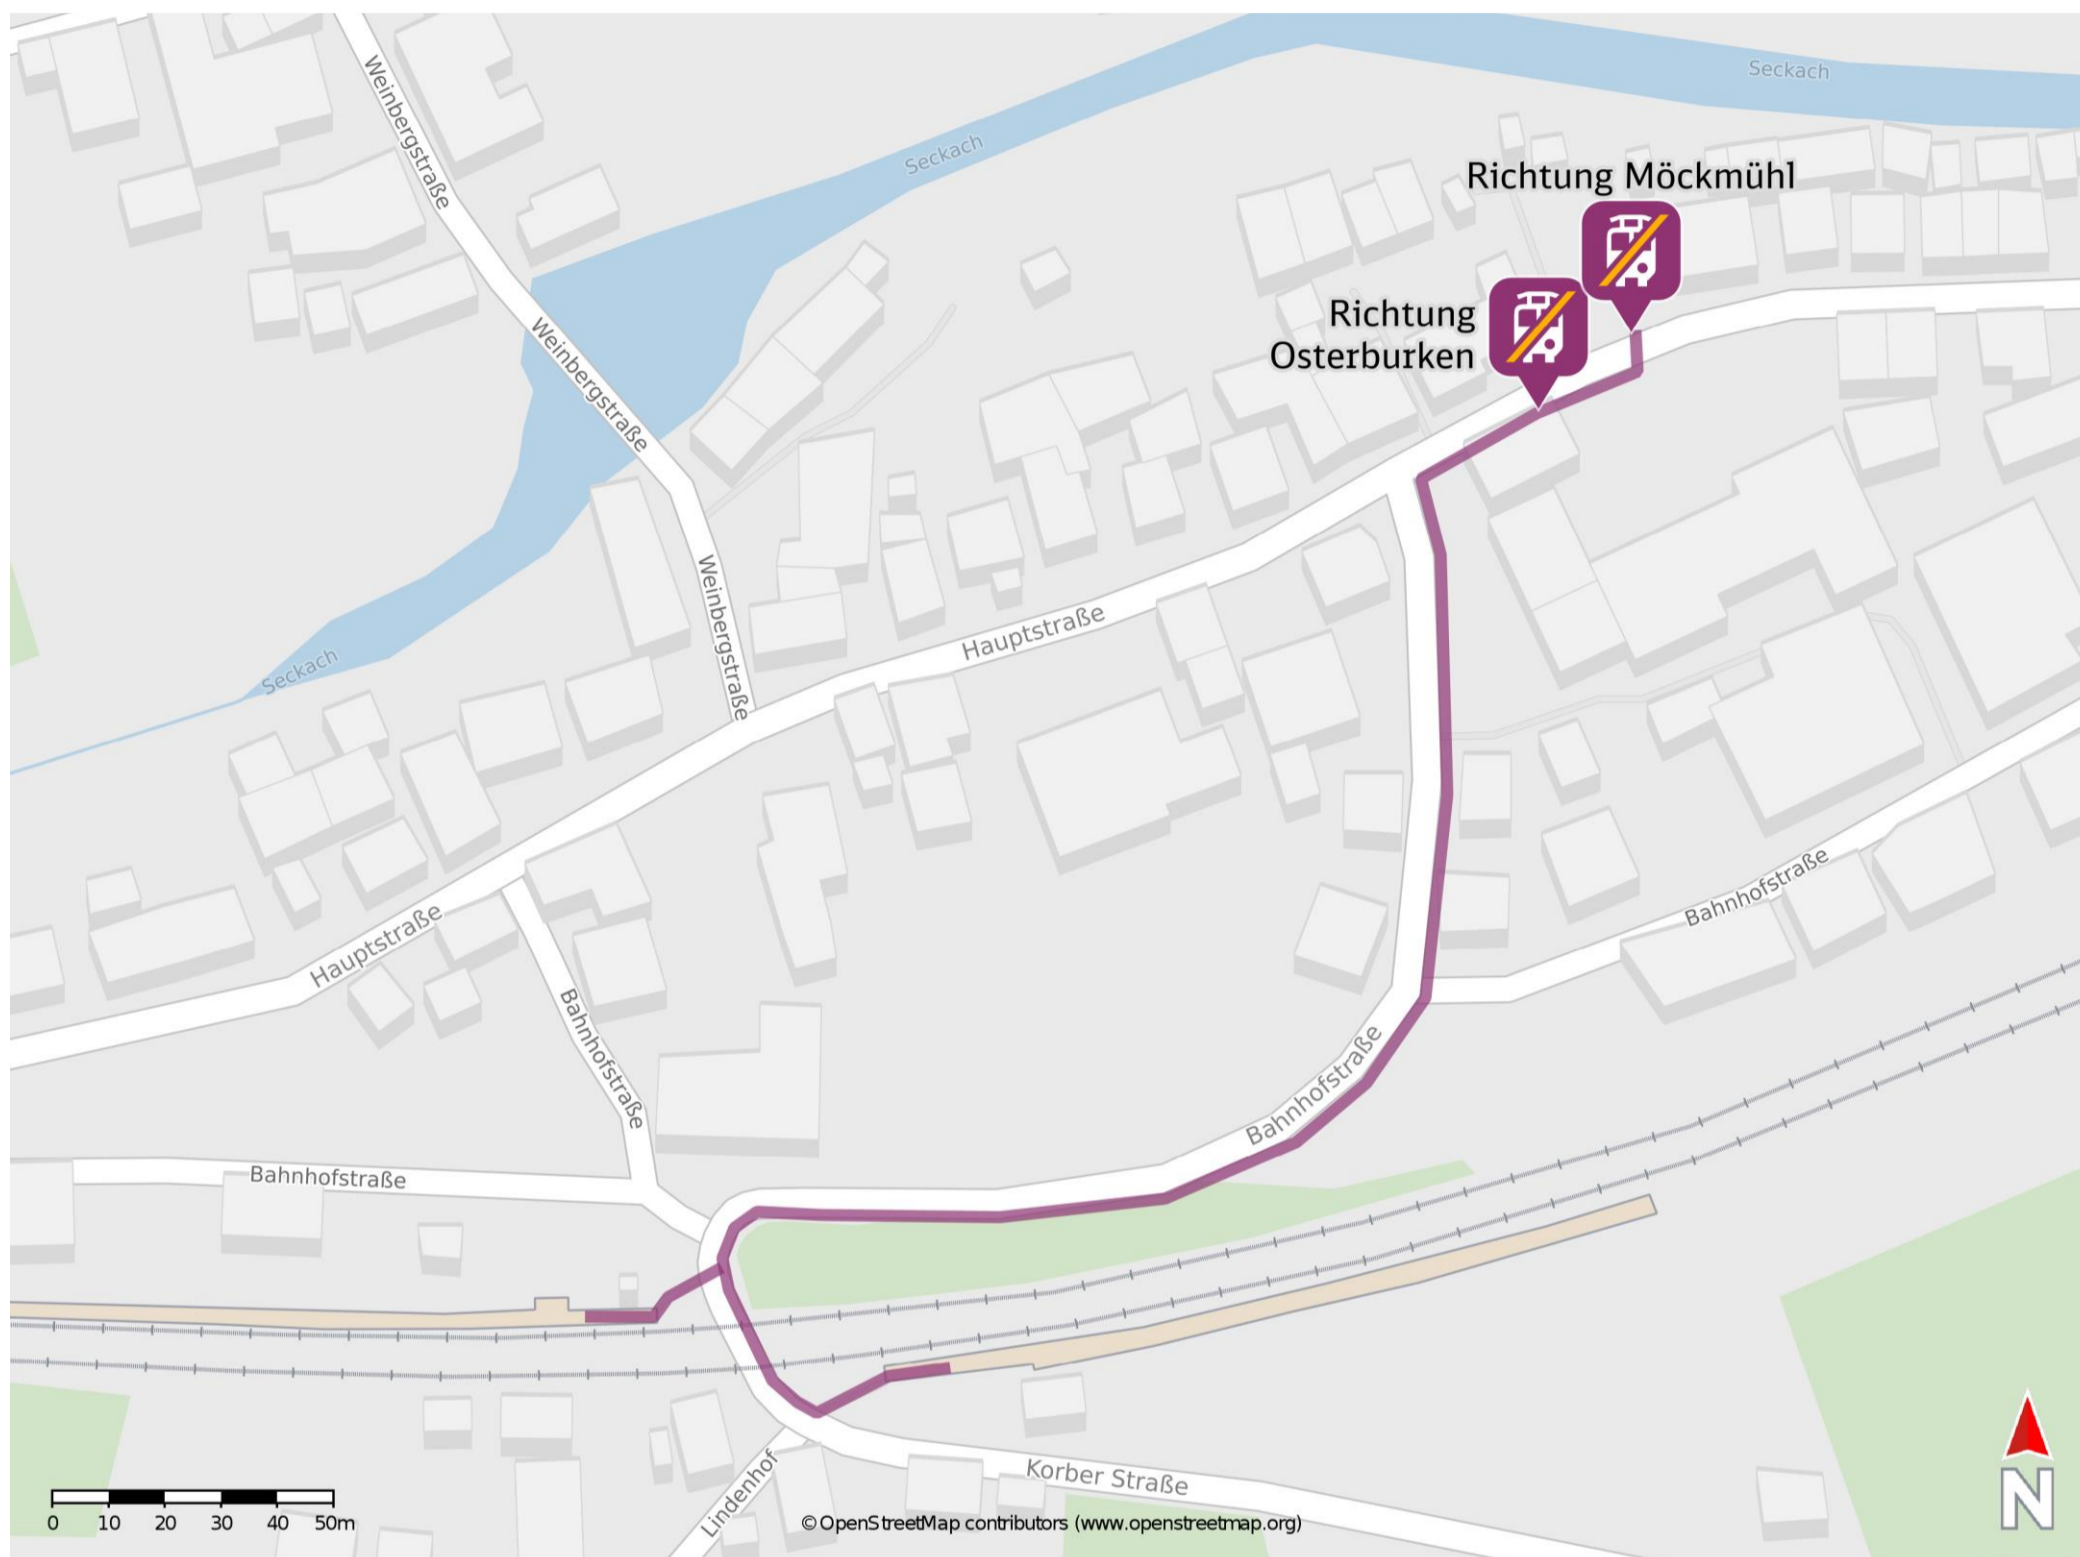 Weinbergstraße
Seckach
Seckach
Richtung Möckmühl
Richtung
Osterburken
Weinbergstraße
Weinbergstraße
Hauptstraße
Seckach
Hauptstraße
Bahnhofstraße
Bahnhofstraße
Bahnhofstraße
Bahnhofstraße
Korber Straße
Lindenhof
0 10 20 30 40 50m
© OpenStreetMap contributors (www.openstreetmap.org)
N